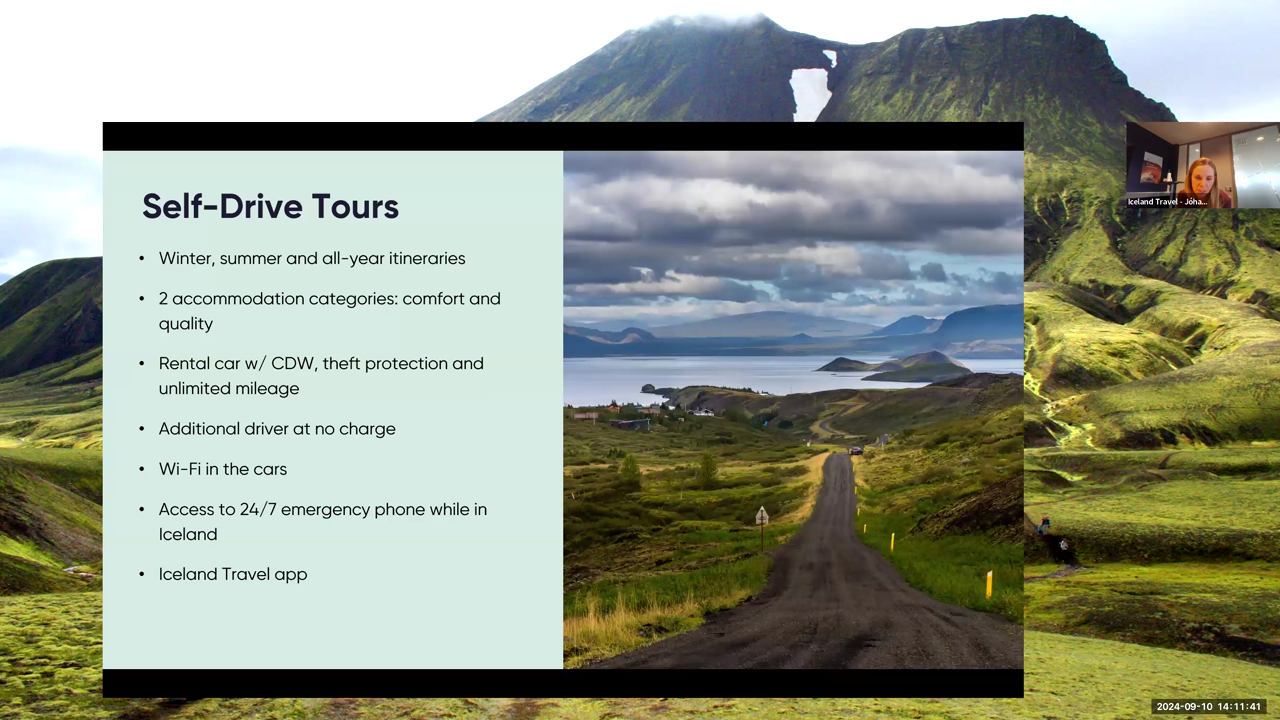 Self-Drive Tours
• Winter, summer and all-year itineraries
• 2 accommodation categories: comfort and
quality
• Rental car w/ CDW, theft protection and
unlimited mileage
• Additional driver at no charge
• Wi-Fi in the cars
• Access to 24/7 emergency phone while in
Iceland
• Iceland Travel app
Iceland Travel - Jóha...
2024-09-10 14:11:41